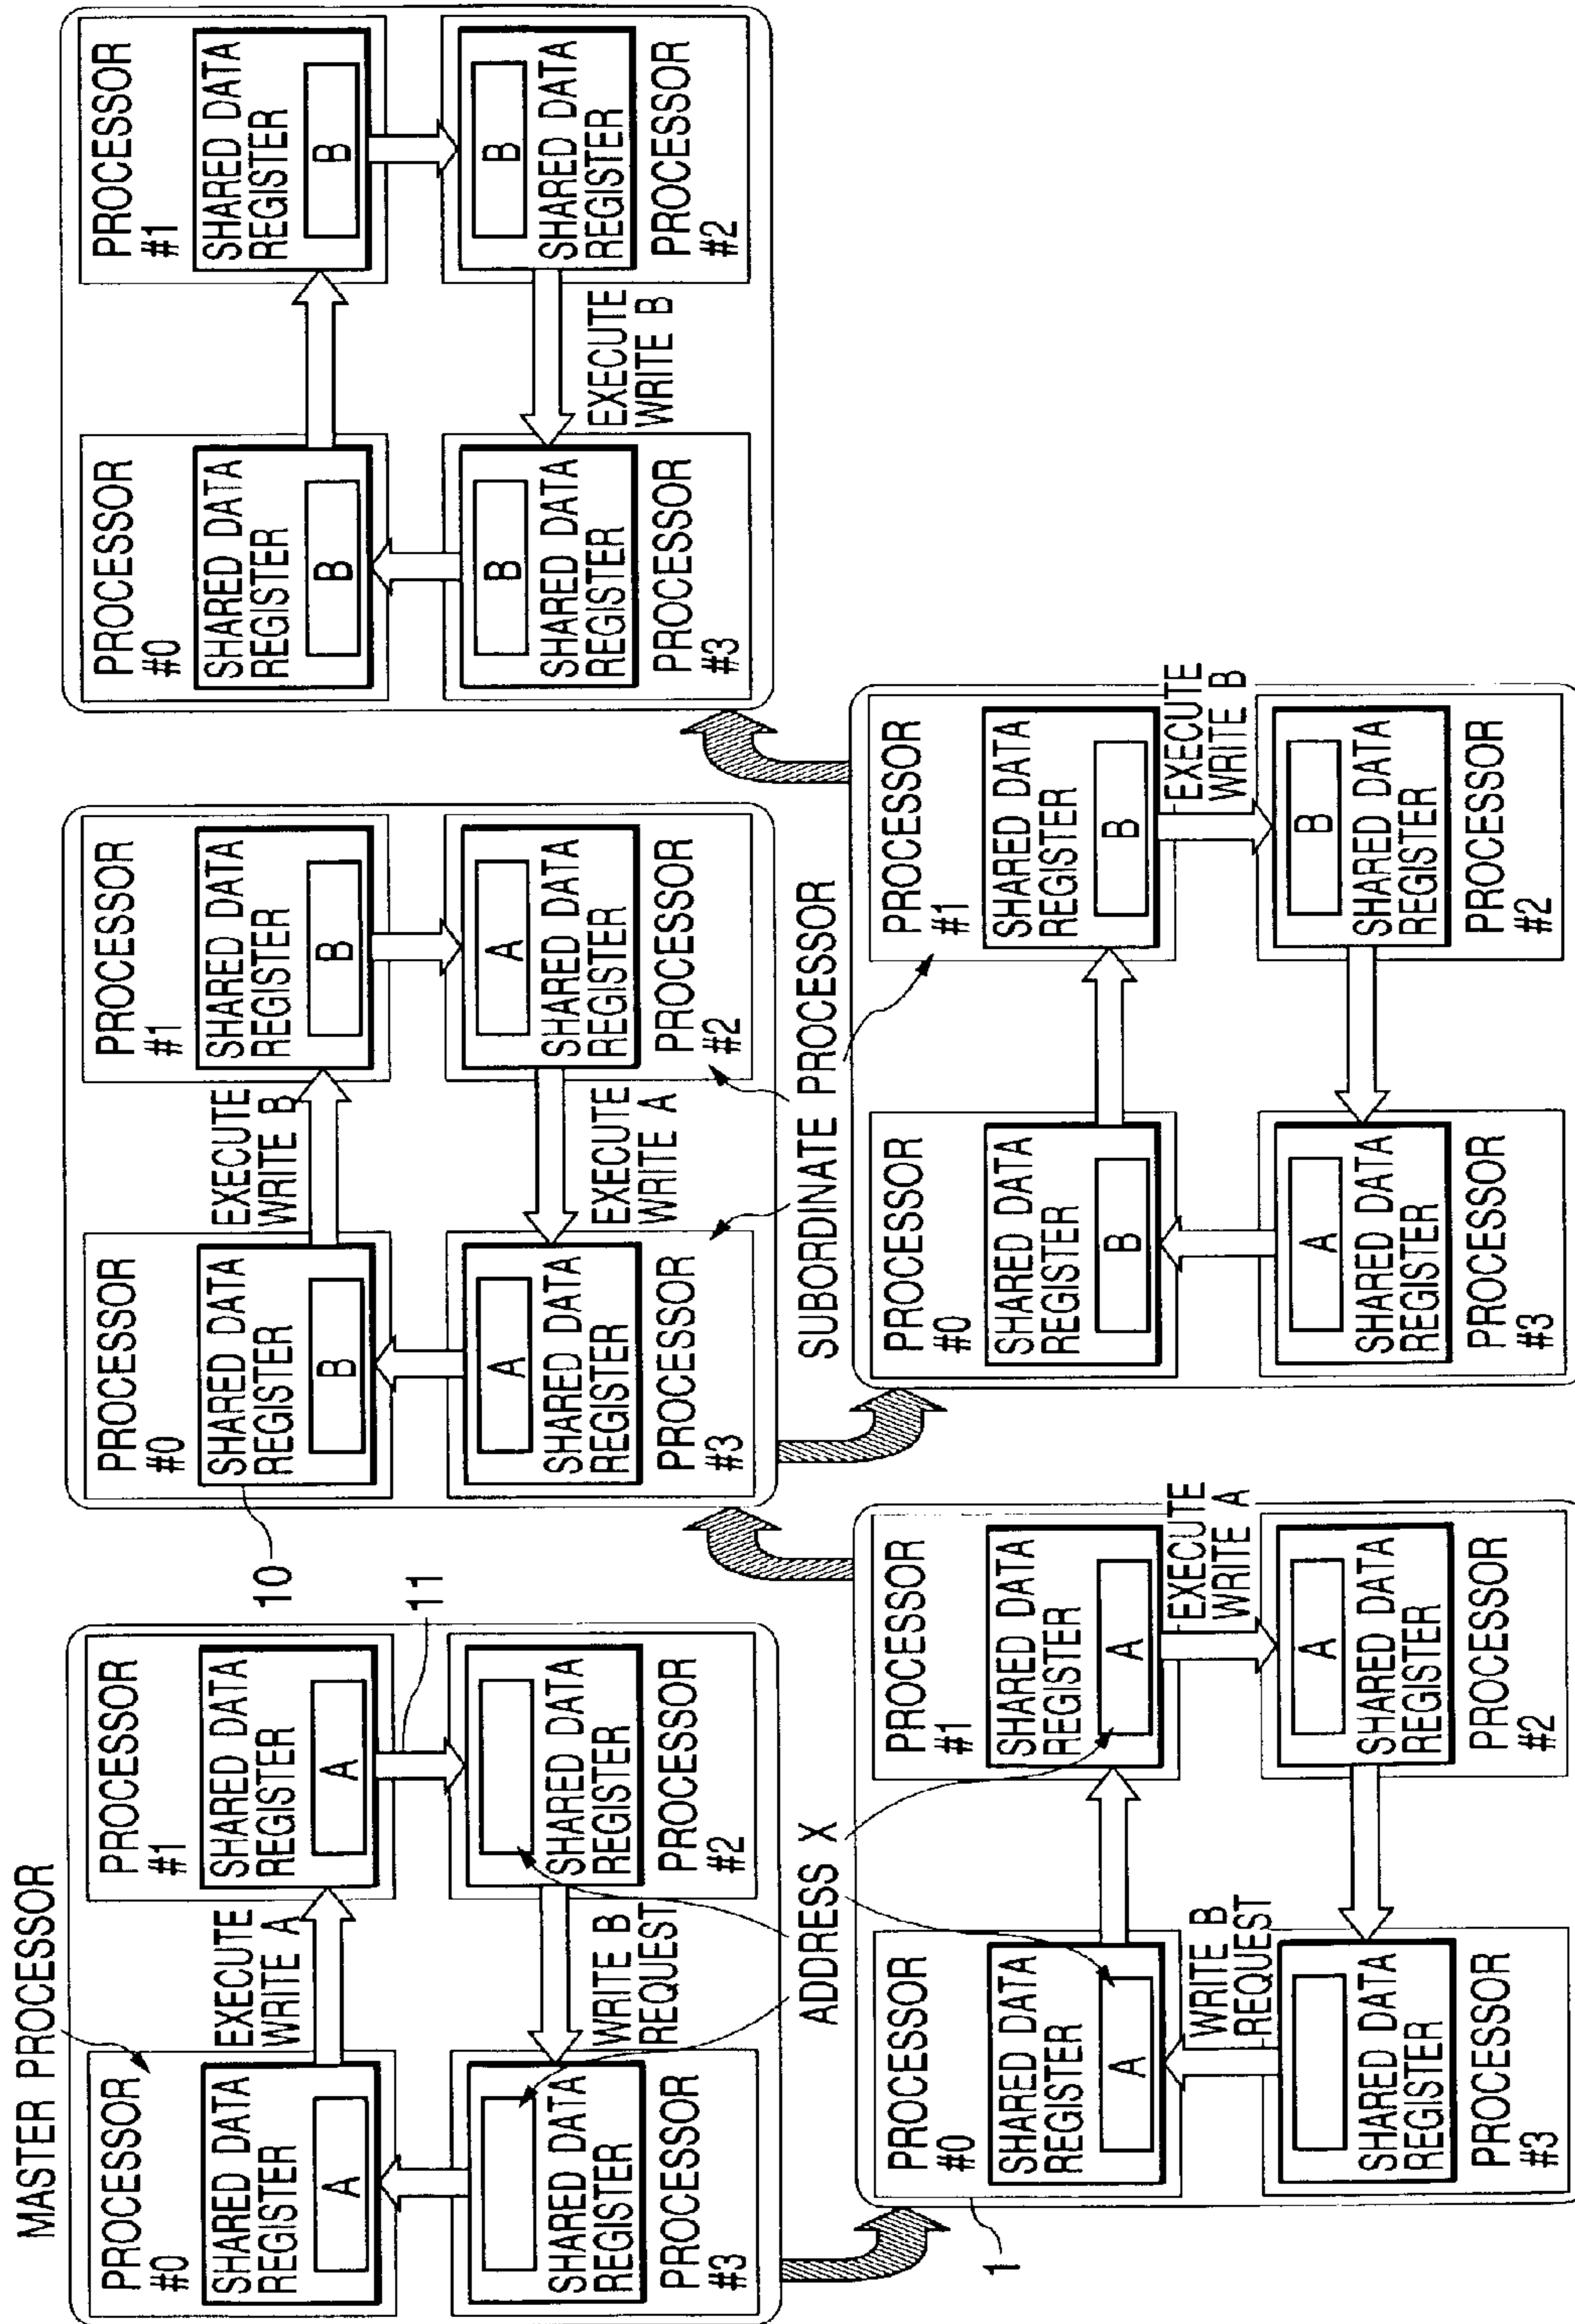 MASTER PROCESSOR
PROCESSOR
#0
SHARED DATA
REGISTER
A
EXECUTE
WRITE A
PROCESSOR
#1
SHARED DATA
REGISTER
A
11
SHARED DATA
REGISTER
PROCESSOR
#3
WRITE B
REQUEST
SHARED DATA
REGISTER
PROCESSOR
#2
10
PROCESSOR
#0
SHARED DATA
REGISTER
B
EXECUTE
WRITE B
PROCESSOR
#1
SHARED DATA
REGISTER
B
A
SHARED DATA
REGISTER
PROCESSOR
#3
EXECUTE
WRITE A
A
SHARED DATA
REGISTER
PROCESSOR
#2
PROCESSOR
#0
SHARED DATA
REGISTER
B
PROCESSOR
#1
SHARED DATA
REGISTER
B
B
SHARED DATA
REGISTER
PROCESSOR
#3
EXECUTE
WRITE B
B
SHARED DATA
REGISTER
PROCESSOR
#2
ADDRESS X
SUBORDINATE PROCESSOR
1
PROCESSOR
#0
SHARED DATA
REGISTER
A
PROCESSOR
#1
SHARED DATA
REGISTER
A
WRITE B
REQUEST
EXECUTE
WRITE A
SHARED DATA
REGISTER
PROCESSOR
#3
A
SHARED DATA
REGISTER
PROCESSOR
#2
PROCESSOR
#0
SHARED DATA
REGISTER
B
PROCESSOR
#1
SHARED DATA
REGISTER
B
EXECUTE
WRITE B
A
SHARED DATA
REGISTER
PROCESSOR
#3
B
SHARED DATA
REGISTER
PROCESSOR
#2